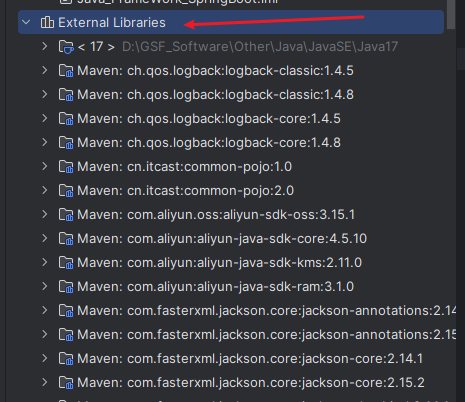 External Libraries
< 17 > D:\GSF_Software\Other\Java\JavaSE\Java17
Maven: ch.qos.logback:logback-classic:1.4.5
Maven: ch.qos.logback:logback-classic:1.4.8
Maven: ch.qos.logback:logback-core:1.4.5
Maven: ch.qos.logback:logback-core:1.4.8
Maven: cn.itcast:common-pojo:1.0
Maven: cn.itcast:common-pojo:2.0
Maven: com.aliyun.oss:aliyun-sdk-oss:3.15.1
Maven: com.aliyun:aliyun-java-sdk-core:4.5.10
Maven: com.aliyun:aliyun-java-sdk-kms:2.11.0
Maven: com.aliyun:aliyun-java-sdk-ram:3.1.0
Maven: com.fasterxml.jackson.core:jackson-annotations:2.14
Maven: com.fasterxml.jackson.core:jackson-annotations:2.15
Maven: com.fasterxml.jackson.core:jackson-core:2.14.1
Maven: com.fasterxml.jackson.core:jackson-core:2.15.2